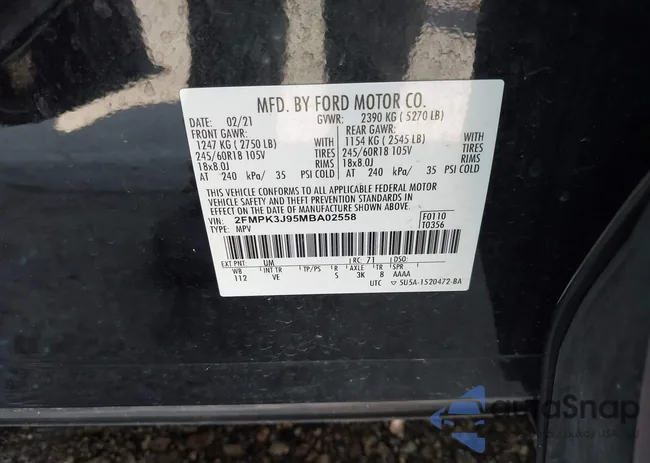 MFD. BY FORD MOTOR CO.
DATE: 02/21 GVWR: 2390 KG ( 5270 LB)
FRONT GAWR: REAR GAWR:
1247 KG ( 2750 LB) WITH 1154 KG ( 2545 LB) WITH
245/60R18 105V TIRES 245/60R18 105V TIRES
18x8.0J RIMS 18x8.0J RIMS
AT 240 kPa/ 35 PSI COLD AT 240 kPa/ 35 PSI COLD
THIS VEHICLE CONFORMS TO ALL APPLICABLE FEDERAL MOTOR
VEHICLE SAFETY AND THEFT PREVENTION STANDARDS IN
EFFECT ON THE DATE OF MANUFACTURE SHOWN ABOVE.
VIN: 2FMPK3J95MBA02558 F0110
TYPE: MPV T0356
EXT PNT: UM RC: 71 DSO:
WB INT TR TP/PS R AXLE TR SPR
112 VE 5 3K 8 AAAA
UTC ▽ 5U5A-1520472-BA
autoSnap